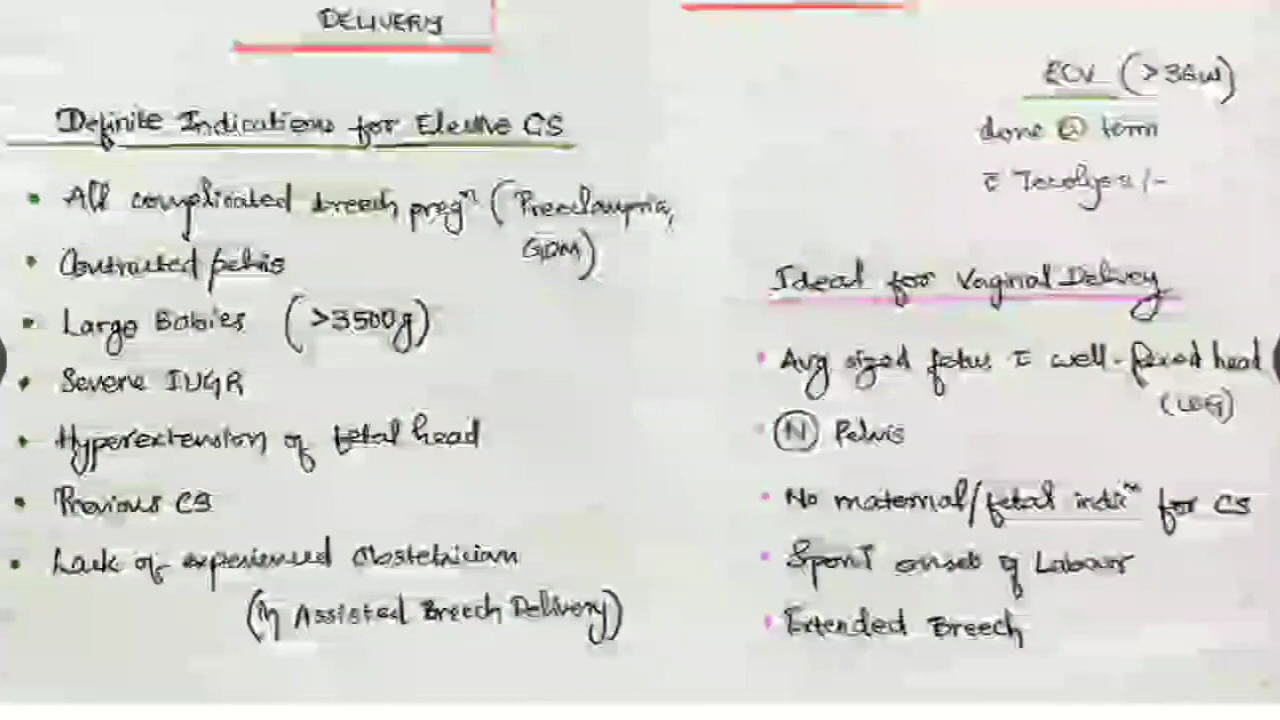 DELIVERY
Definite Indications for Elective CS
• All complicated breech pregⁿ (Preeclampsia,
GDM)
• Contracted pelvis
• Large Babies (>3500g)
• Severe IUGR
• Hyperextension of fetal head
• Previous CS
• Lack of experienced Obstetrician
(in Assisted Breech Delivery)
ECV (>36w)
done @ term
c̄ Tocolysis /-
Ideal for Vaginal Delivery
• Avg sized fetus c̄ well-flexed head
(USG)
• Ⓝ Pelvis
• No maternal/fetal indicⁿ for CS
• Spont onset of Labour
• Extended Breech